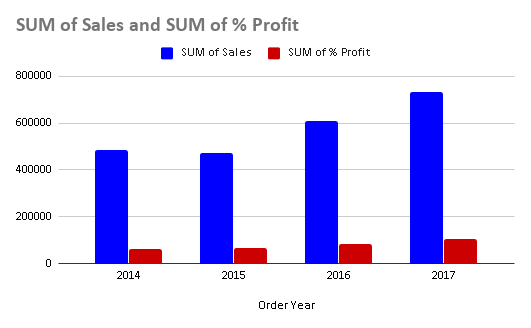 SUM of Sales and SUM of % Profit
SUM of Sales SUM of % Profit
800000
600000
400000
200000
0
2014 2015 2016 2017
Order Year